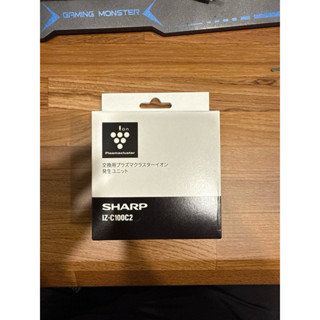 GAMING MONSTER
Ion
Plasmacluster
交換用プラズマクラスターイオン
発生ユニット
SHARP
IZ-C100C2